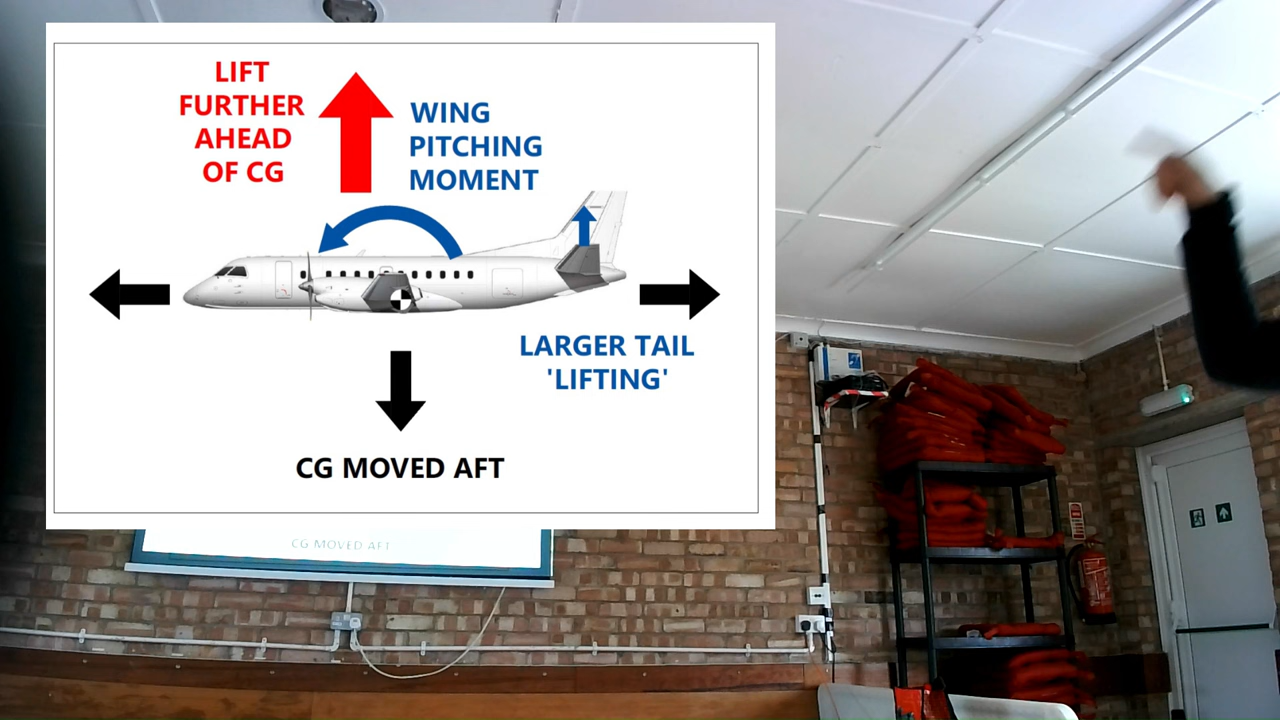 LIFT
FURTHER
AHEAD
OF CG
WING
PITCHING
MOMENT
LARGER TAIL
'LIFTING'
CG MOVED AFT
CG MOVED AFT